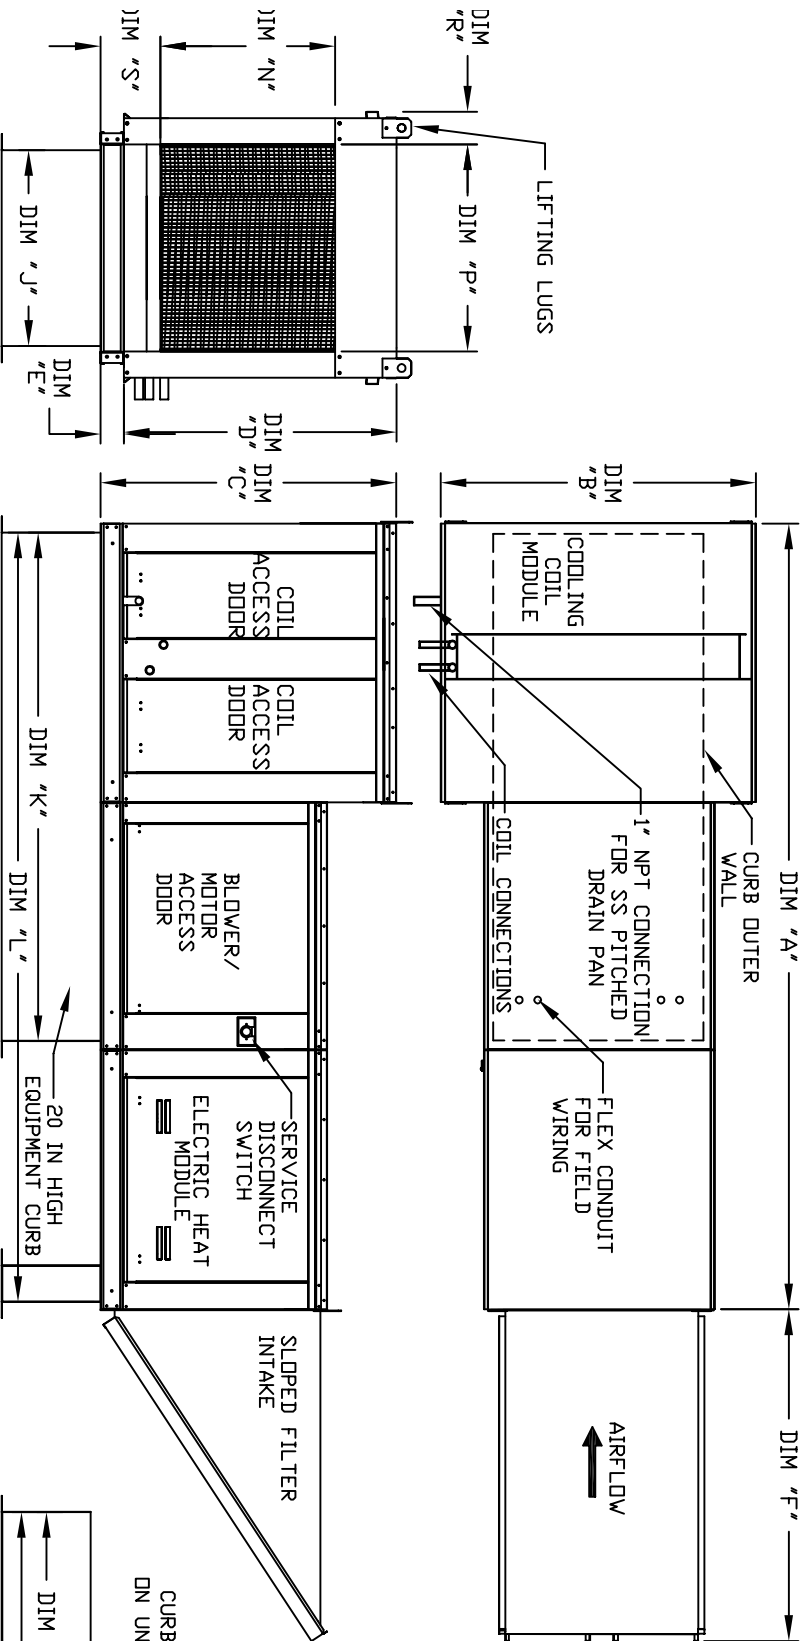 DIM "A"
DIM "F"
CURB OUTER
WALL
1" NPT CONNECTION
FOR SS PITCHED
DRAIN PAN
COOLING
COIL
MODULE
DIM
"B"
COIL CONNECTIONS
FLEX CONDUIT
FOR FIELD
WIRING
AIRFLOW
LIFTING LUGS
DIM
"R"
DIM "P"
IM "N"
IM "S"
DIM
"D"
DIM "J"
DIM
"E"
DIM
"C"
COIL
ACCESS
DOOR
COIL
ACCESS
DOOR
BLOWER/
MOTOR
ACCESS
DOOR
SERVICE
DISCONNECT
SWITCH
ELECTRIC HEAT
MODULE
SLOPED FILTER
INTAKE
DIM "K"
DIM "L"
20 IN HIGH
EQUIPMENT CURB
CURB
ON UN
DIM